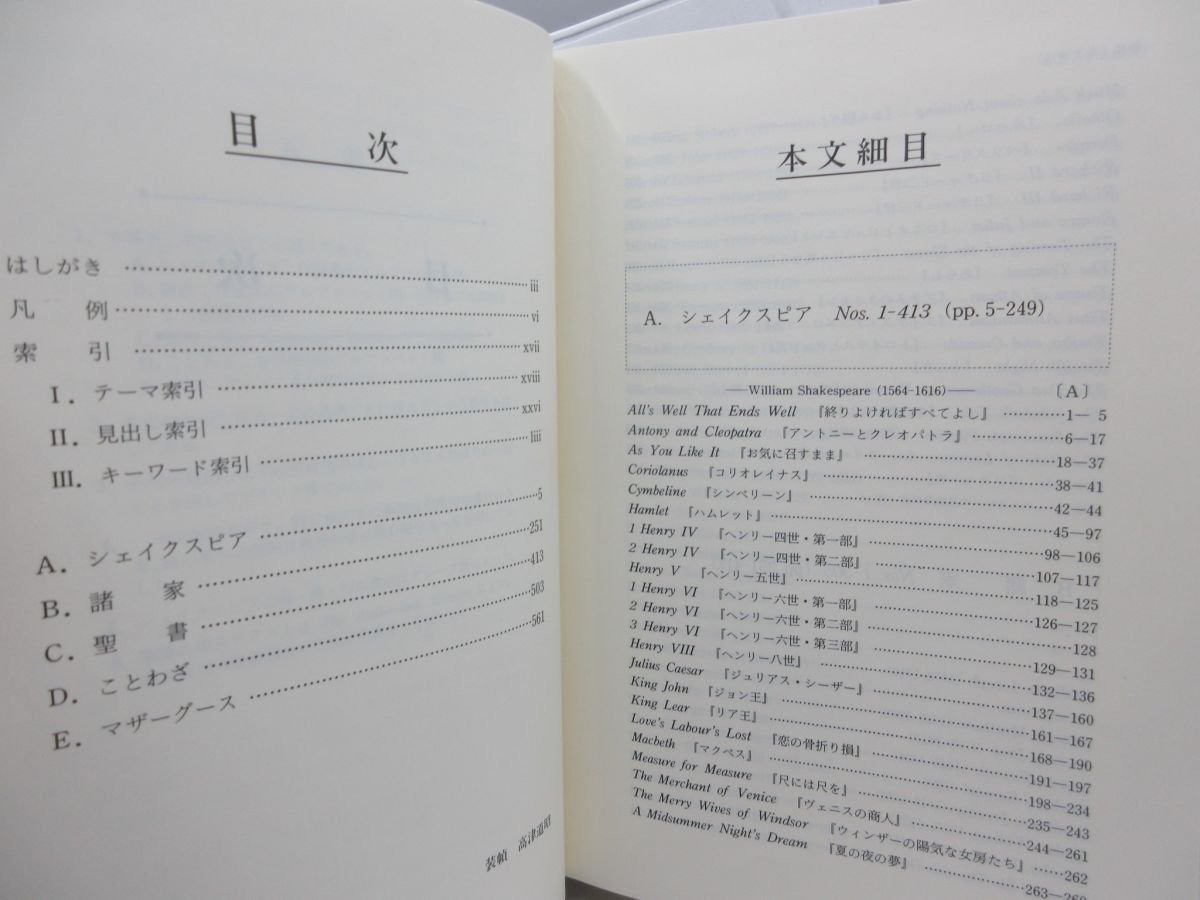 目 次
はしがき ……… iii
凡 例 ……… vi
索 引 ……… xvii
I. テーマ索引 ……… xviii
II. 見出し索引 ……… xxvi
III. キーワード索引 ……… liii
A. シェイクスピア ……… 5
B. 諸 家 ……… 251
C. 聖 書 ……… 413
D. ことわざ ……… 503
E. マザーグース ……… 561
装幀 高津道昭
本文細目
A. シェイクスピア Nos. 1-413 (pp. 5-249)
——William Shakespeare (1564-1616)—— 〔A〕
All's Well That Ends Well 『終りよければすべてよし』 ……… 1— 5
Antony and Cleopatra 『アントニーとクレオパトラ』 ……… 6—17
As You Like It 『お気に召すまま』 ……… 18—37
Coriolanus 『コリオレイナス』 ……… 38—41
Cymbeline 『シンベリーン』 ……… 42—44
Hamlet 『ハムレット』 ……… 45—97
1 Henry IV 『ヘンリー四世・第一部』 ……… 98—106
2 Henry IV 『ヘンリー四世・第二部』 ……… 107—117
Henry V 『ヘンリー五世』 ……… 118—125
1 Henry VI 『ヘンリー六世・第一部』 ……… 126—127
2 Henry VI 『ヘンリー六世・第二部』 ……… 128
3 Henry VI 『ヘンリー六世・第三部』 ……… 129—131
Henry VIII 『ヘンリー八世』 ……… 132—136
Julius Caesar 『ジュリアス・シーザー』 ……… 137—160
King John 『ジョン王』 ……… 161—167
King Lear 『リア王』 ……… 168—190
Love's Labour's Lost 『恋の骨折り損』 ……… 191—197
Macbeth 『マクベス』 ……… 198—234
Measure for Measure 『尺には尺を』 ……… 235—243
The Merchant of Venice 『ヴェニスの商人』 ……… 244—261
The Merry Wives of Windsor 『ウィンザーの陽気な女房たち』 ……… 262
A Midsummer Night's Dream 『夏の夜の夢』 ……… 263—